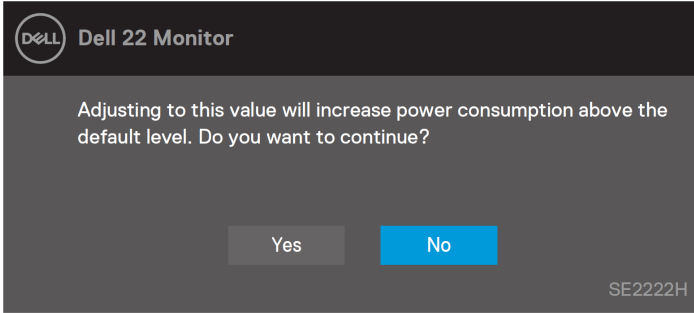 DELL
Dell 22 Monitor
Adjusting to this value will increase power consumption above the
default level. Do you want to continue?
Yes
No
SE2222H